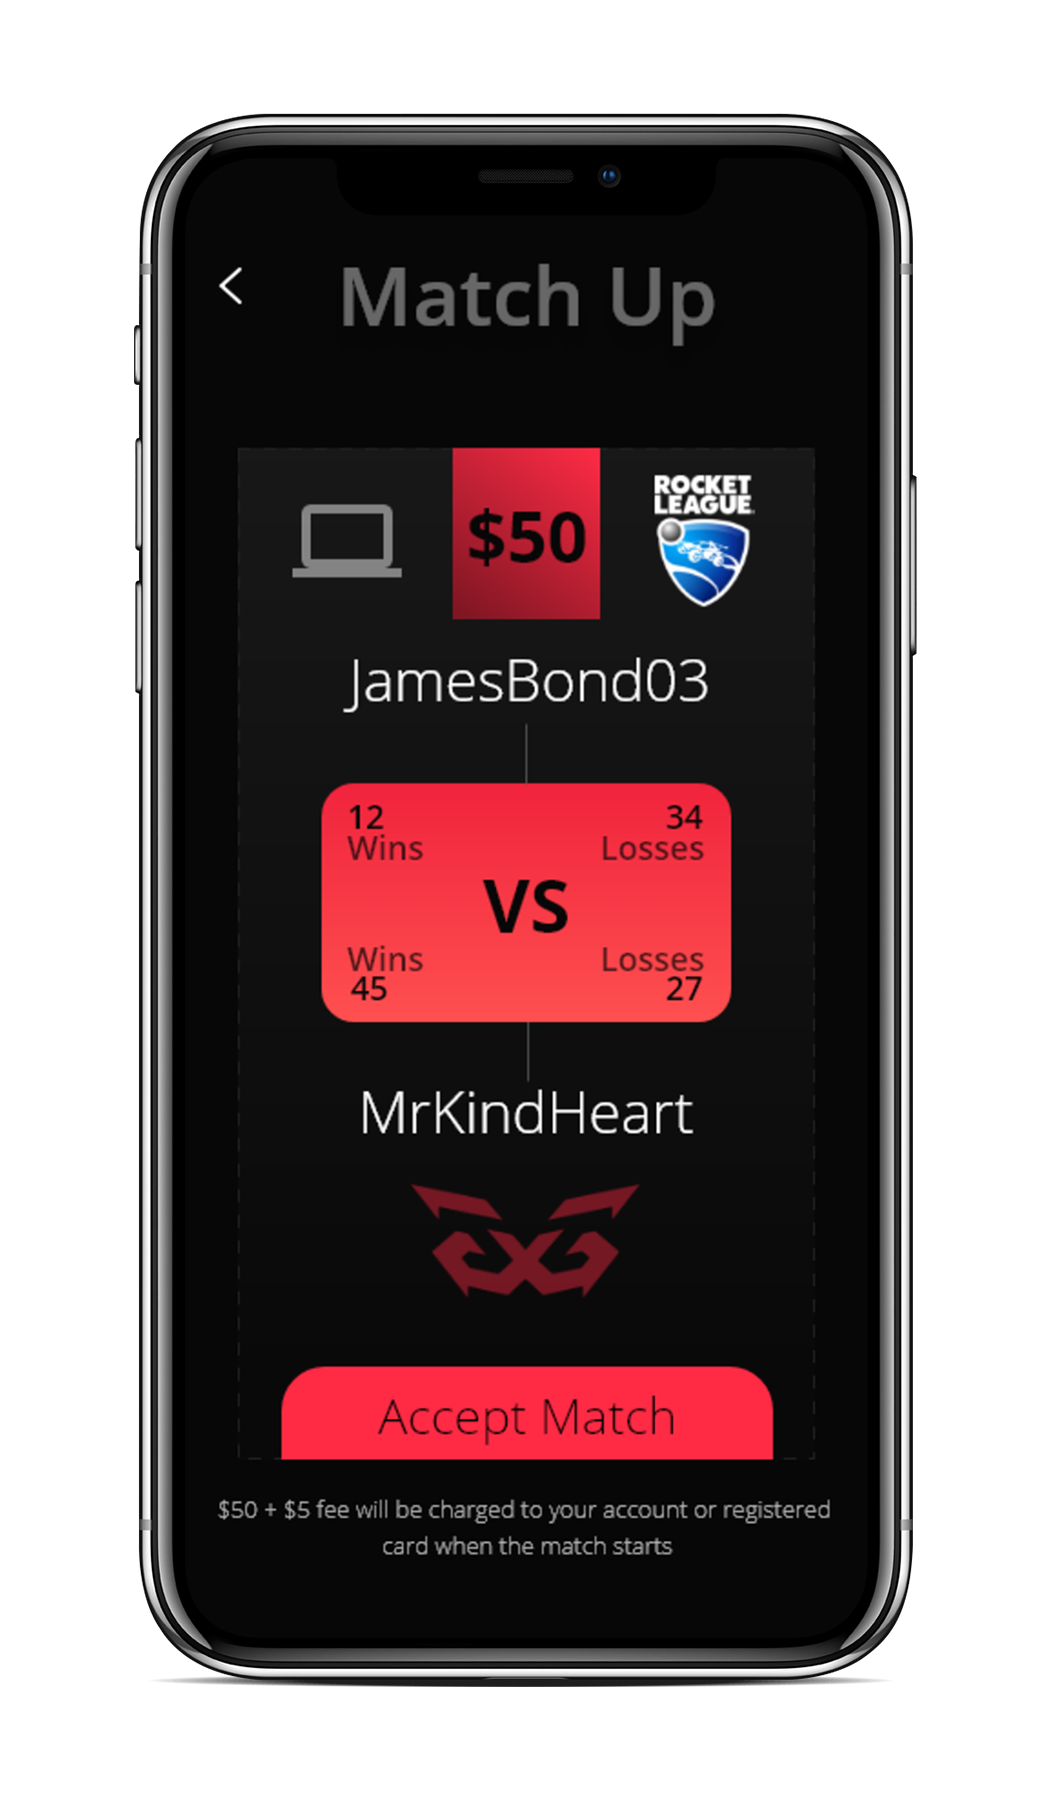 Match Up
$50
ROCKET
LEAGUE
JamesBond03
12 34
Wins Losses
VS
Wins Losses
45 27
MrKindHeart
Accept Match
$50 + $5 fee will be charged to your account or registered
card when the match starts